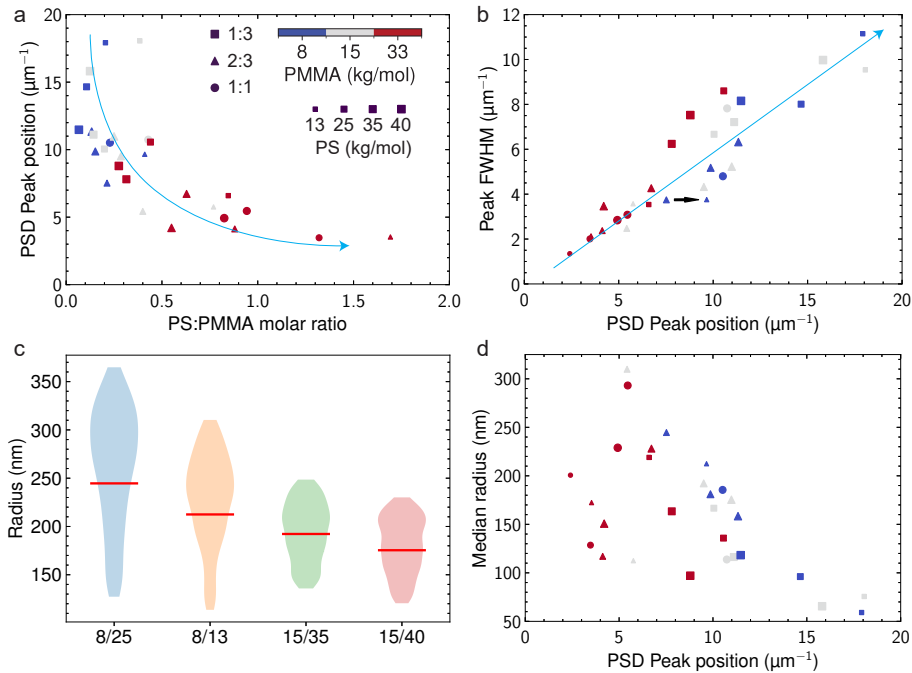 a
PSD Peak position (μm⁻¹)
20
15
10
5
0
0.0 0.4 0.8 1.2 1.6 2.0
PS:PMMA molar ratio
1:3
2:3
1:1
8 15 33
PMMA (kg/mol)
13 25 35 40
PS (kg/mol)
b
Peak FWHM (μm⁻¹)
12
10
8
6
4
2
0
0 5 10 15 20
PSD Peak position (μm⁻¹)
c
Radius (nm)
350
300
250
200
150
8/25 8/13 15/35 15/40
d
Median radius (nm)
300
250
200
150
100
50
0 5 10 15 20
PSD Peak position (μm⁻¹)